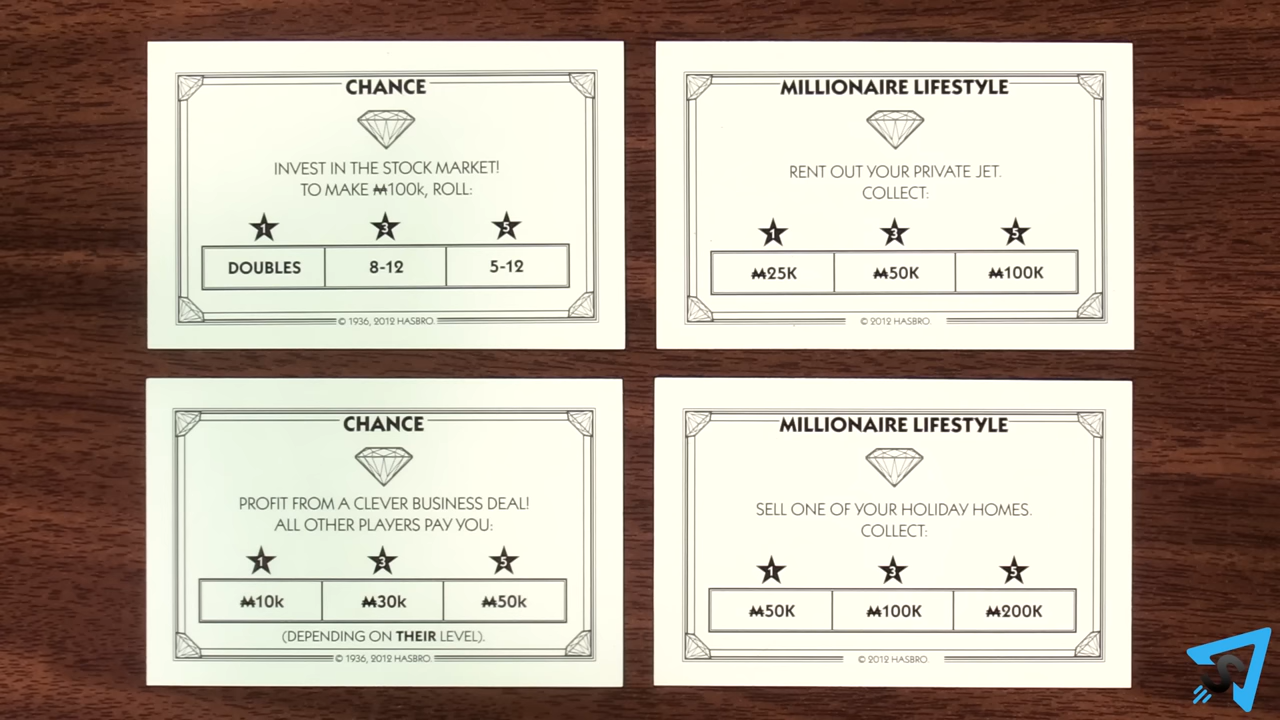 CHANCE
INVEST IN THE STOCK MARKET!
TO MAKE ₩100k, ROLL:
1 3 5
DOUBLES 8-12 5-12
© 1936, 2012 HASBRO.
MILLIONAIRE LIFESTYLE
RENT OUT YOUR PRIVATE JET.
COLLECT:
1 3 5
₩25K ₩50K ₩100K
© 2012 HASBRO.
CHANCE
PROFIT FROM A CLEVER BUSINESS DEAL!
ALL OTHER PLAYERS PAY YOU:
1 3 5
₩10k ₩30k ₩50k
(DEPENDING ON THEIR LEVEL).
© 1936, 2012 HASBRO.
MILLIONAIRE LIFESTYLE
SELL ONE OF YOUR HOLIDAY HOMES.
COLLECT:
1 3 5
₩50K ₩100K ₩200K
© 2012 HASBRO.
S